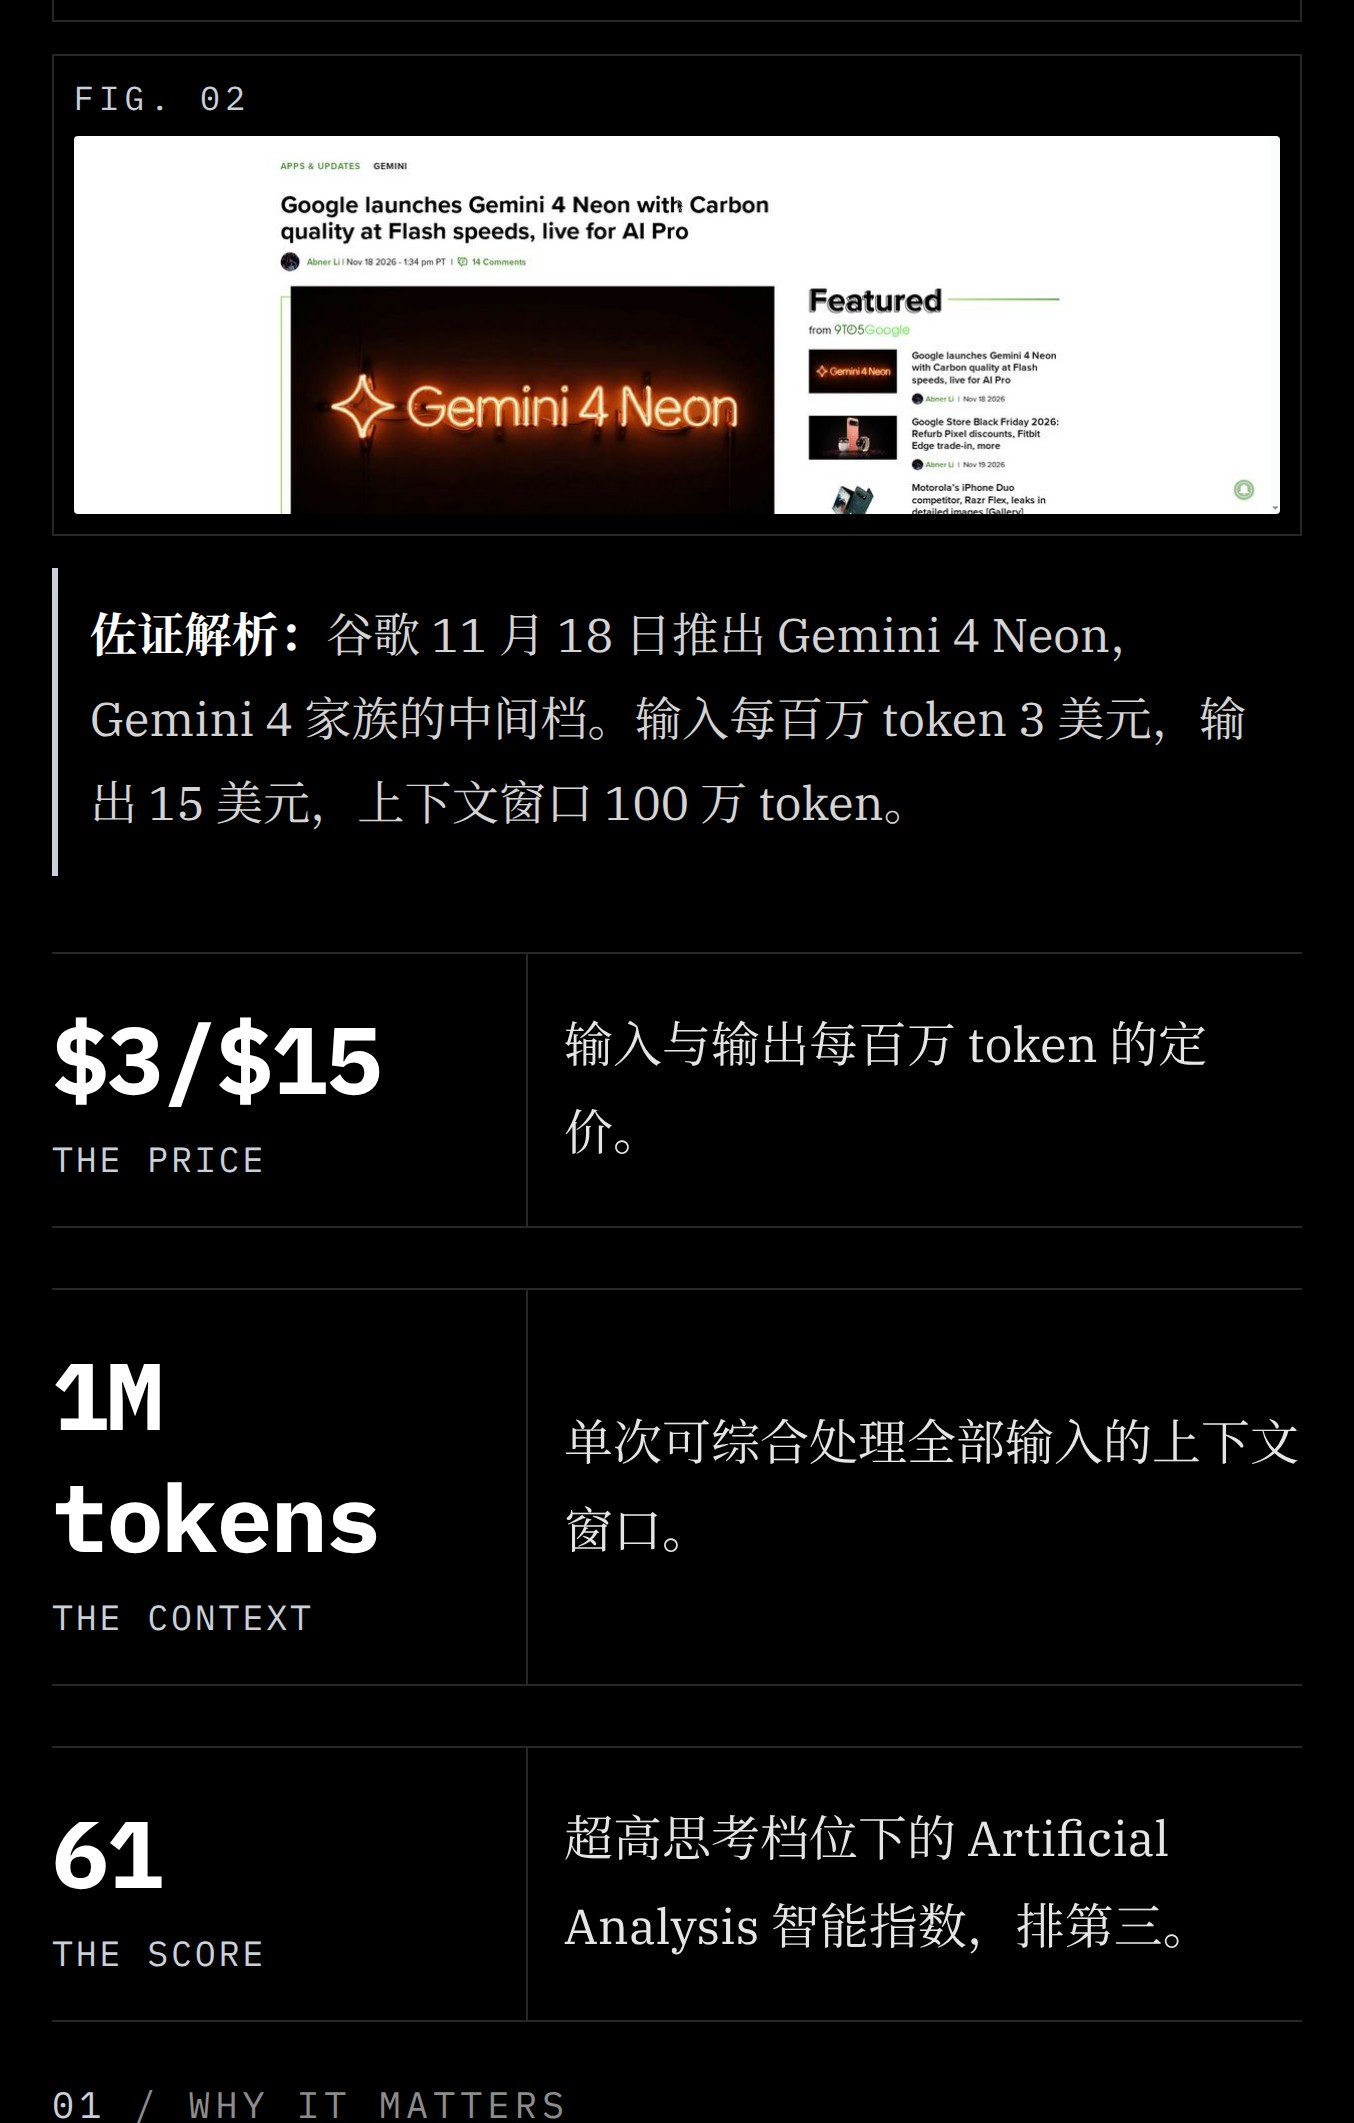 FIG. 02
APPS & UPDATES GEMINI
Google launches Gemini 4 Neon with Carbon
quality at Flash speeds, live for AI Pro
Abner Li | Nov 18 2026 - 1:34 pm PT | 14 Comments
Gemini 4 Neon
Featured
from 9TO5Google
Gemini 4 Neon
Google launches Gemini 4 Neon
with Carbon quality at Flash
speeds, live for AI Pro
Abner Li | Nov 18 2026
Google Store Black Friday 2026:
Refurb Pixel discounts, Fitbit
Edge trade-in, more
Abner Li | Nov 19 2026
Motorola's iPhone Duo
competitor, Razr Flex, leaks in
detailed images [Gallery]
佐证解析：谷歌 11 月 18 日推出 Gemini 4 Neon,
Gemini 4 家族的中间档。输入每百万 token 3 美元，输
出 15 美元，上下文窗口 100 万 token。
$3/$15
THE PRICE
输入与输出每百万 token 的定
价。
1M
tokens
THE CONTEXT
单次可综合处理全部输入的上下文
窗口。
61
THE SCORE
超高思考档位下的 Artificial
Analysis 智能指数，排第三。
01 / WHY IT MATTERS